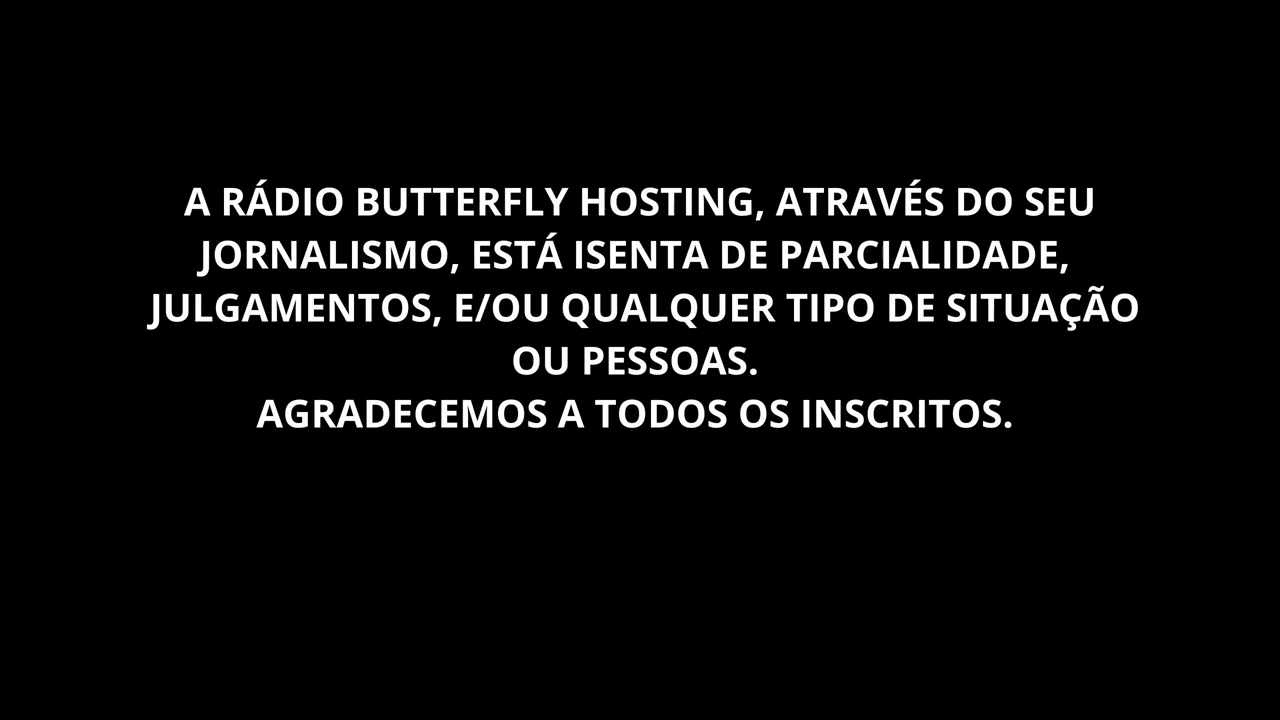 A RÁDIO BUTTERFLY HOSTING, ATRAVÉS DO SEU
JORNALISMO, ESTÁ ISENTA DE PARCIALIDADE,
JULGAMENTOS, E/OU QUALQUER TIPO DE SITUAÇÃO
OU PESSOAS.
AGRADECEMOS A TODOS OS INSCRITOS.